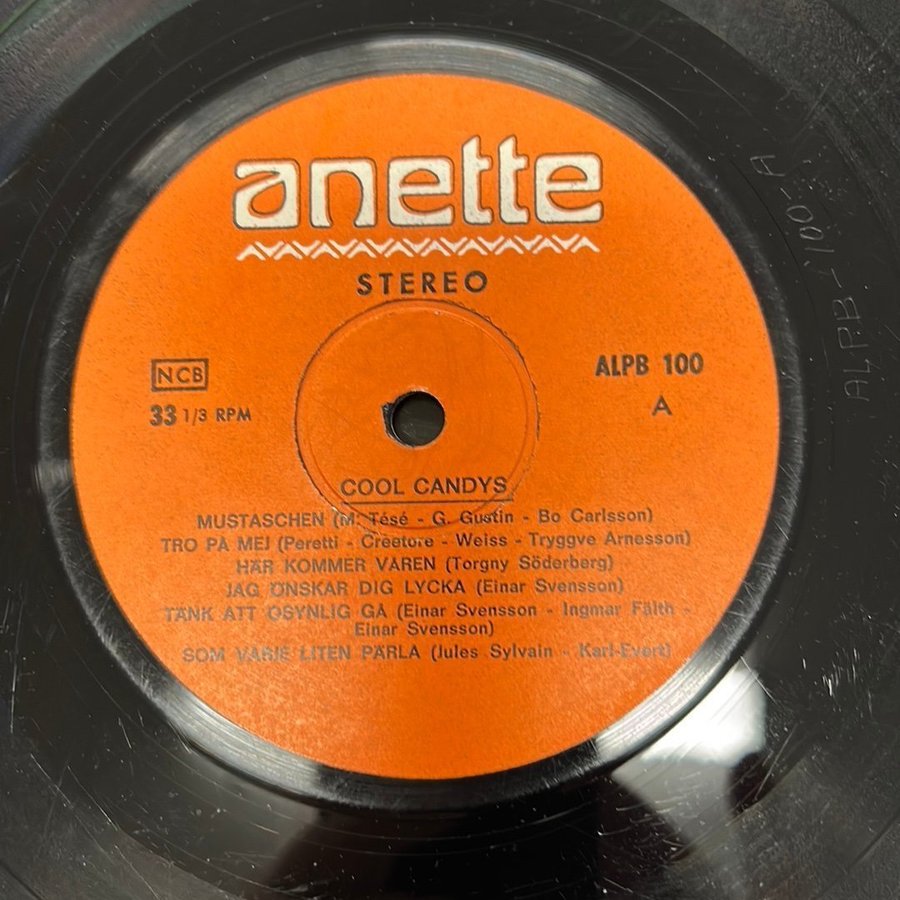 anette
STEREO
NCB
ALPB 100
33 1/3 RPM
A
COOL CANDYS
MUSTASCHEN (M. Tésé - G. Gustin - Bo Carlsson)
TRO PÅ MEJ (Peretti - Creetore - Weiss - Tryggve Arnesson)
HÄR KOMMER VÅREN (Torgny Söderberg)
JAG ÖNSKAR DIG LYCKA (Einar Svensson)
TÄNK ATT OSYNLIG GÅ (Einar Svensson - Ingmar Fälth -
Einar Svensson)
SOM VARJE LITEN PÄRLA (Jules Sylvain - Karl-Evert)
ALPB-100-A